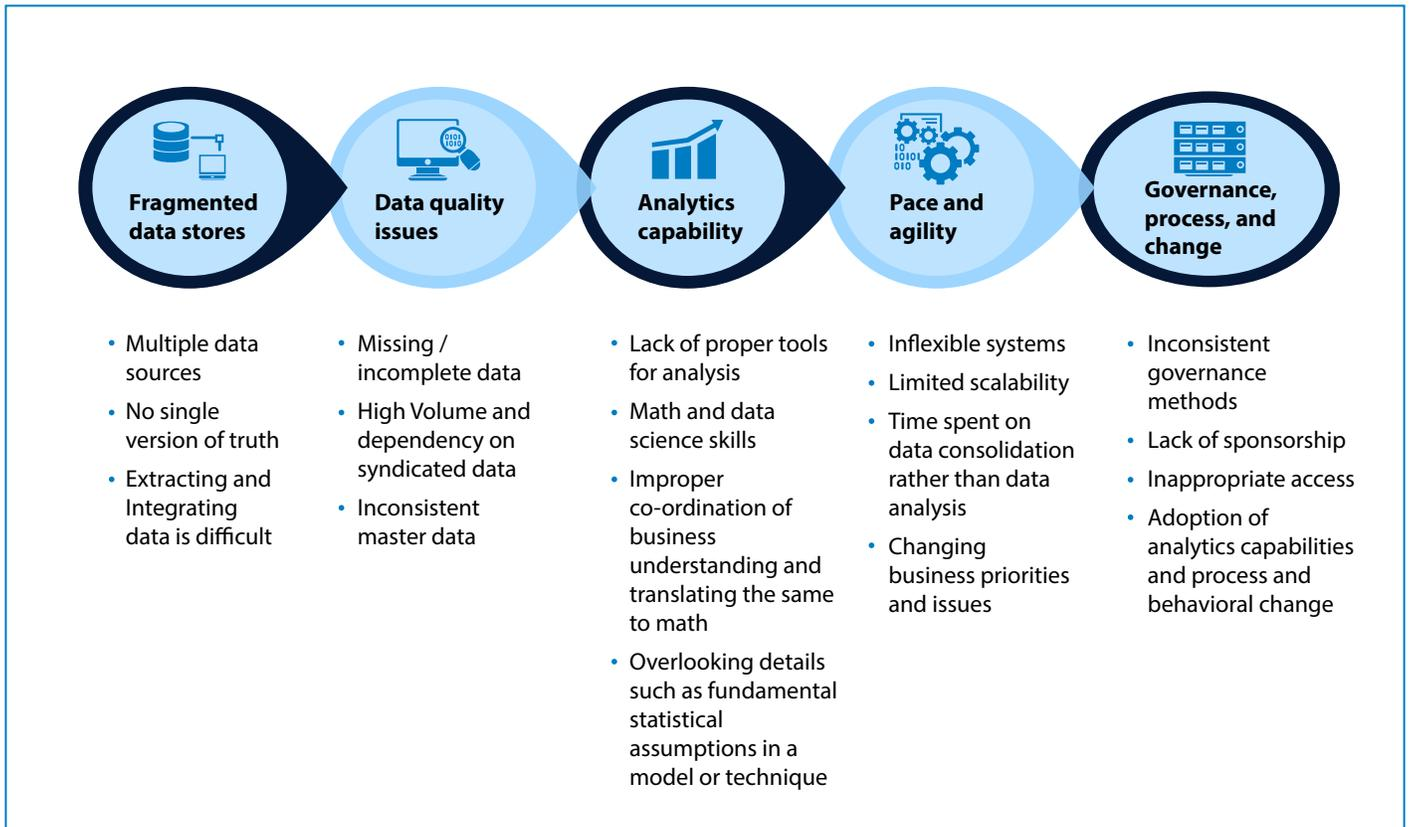 Fragmented
data stores
Data quality
issues
Analytics
capability
Pace and
agility
Governance,
process, and
change
• Multiple data
sources
• No single
version of truth
• Extracting and
Integrating
data is difficult
• Missing /
incomplete data
• High Volume and
dependency on
syndicated data
• Inconsistent
master data
• Lack of proper tools
for analysis
• Math and data
science skills
• Improper
co-ordination of
business
understanding and
translating the same
to math
• Overlooking details
such as fundamental
statistical
assumptions in a
model or technique
• Inflexible systems
• Limited scalability
• Time spent on
data consolidation
rather than data
analysis
• Changing
business priorities
and issues
• Inconsistent
governance
methods
• Lack of sponsorship
• Inappropriate access
• Adoption of
analytics capabilities
and process and
behavioral change